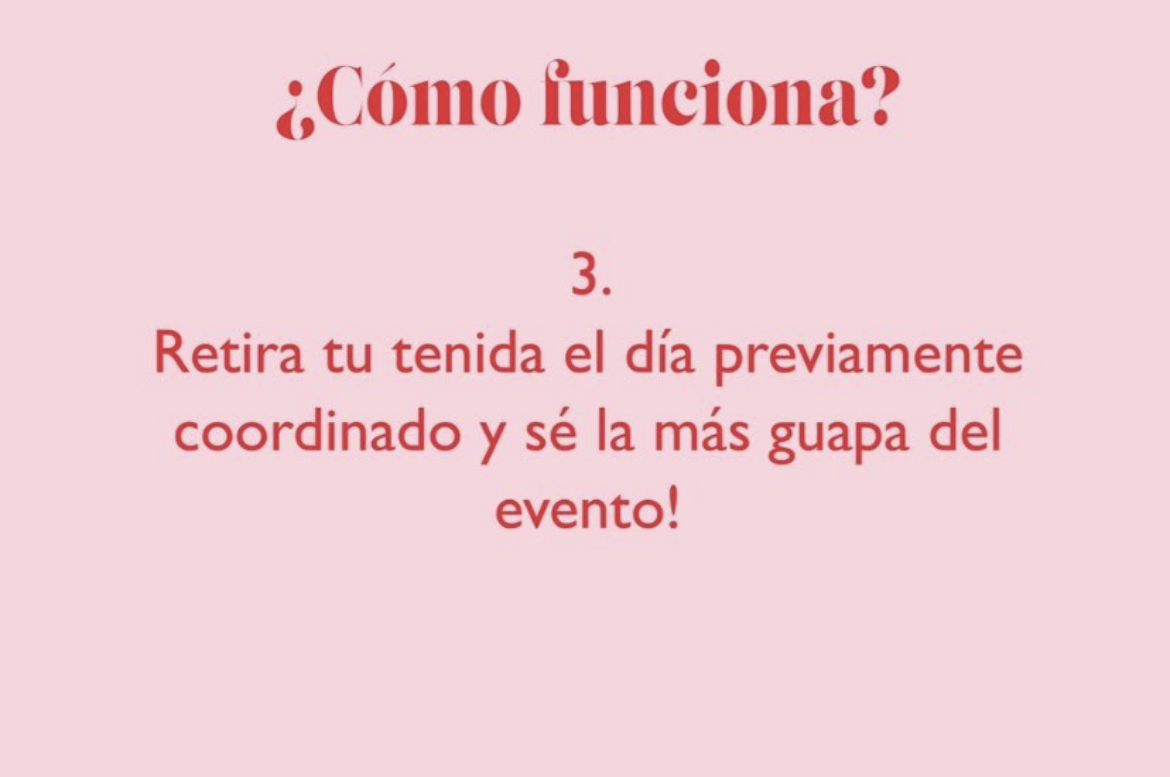 ¿Cómo funciona?
3.
Retira tu tenida el día previamente
coordinado y sé la más guapa del
evento!